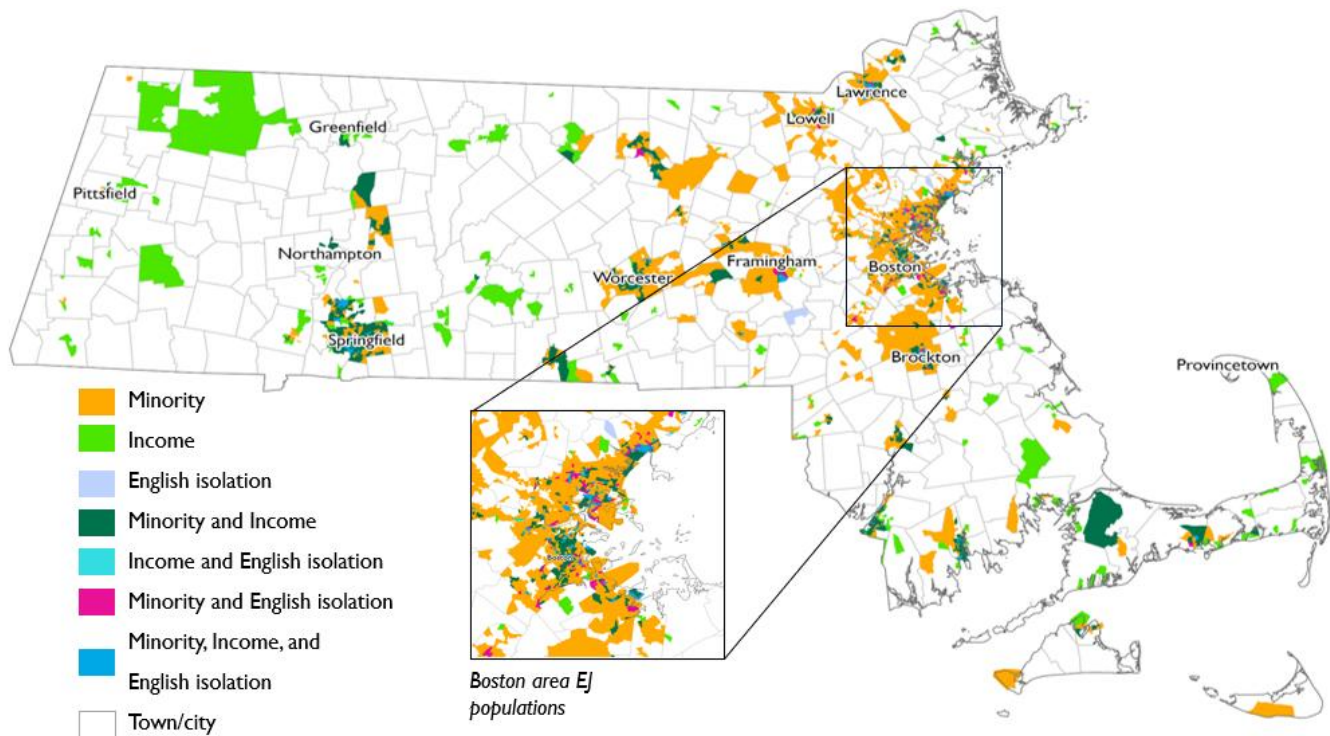 Lawrence
Lowell
Greenfield
Pittsfield
Northampton
Worcester
Framingham
Boston
Springfield
Brockton
Provincetown
Minority
Income
English isolation
Minority and Income
Income and English isolation
Minority and English isolation
Minority, Income, and
English isolation
Town/city
Boston
Boston area EJ
populations